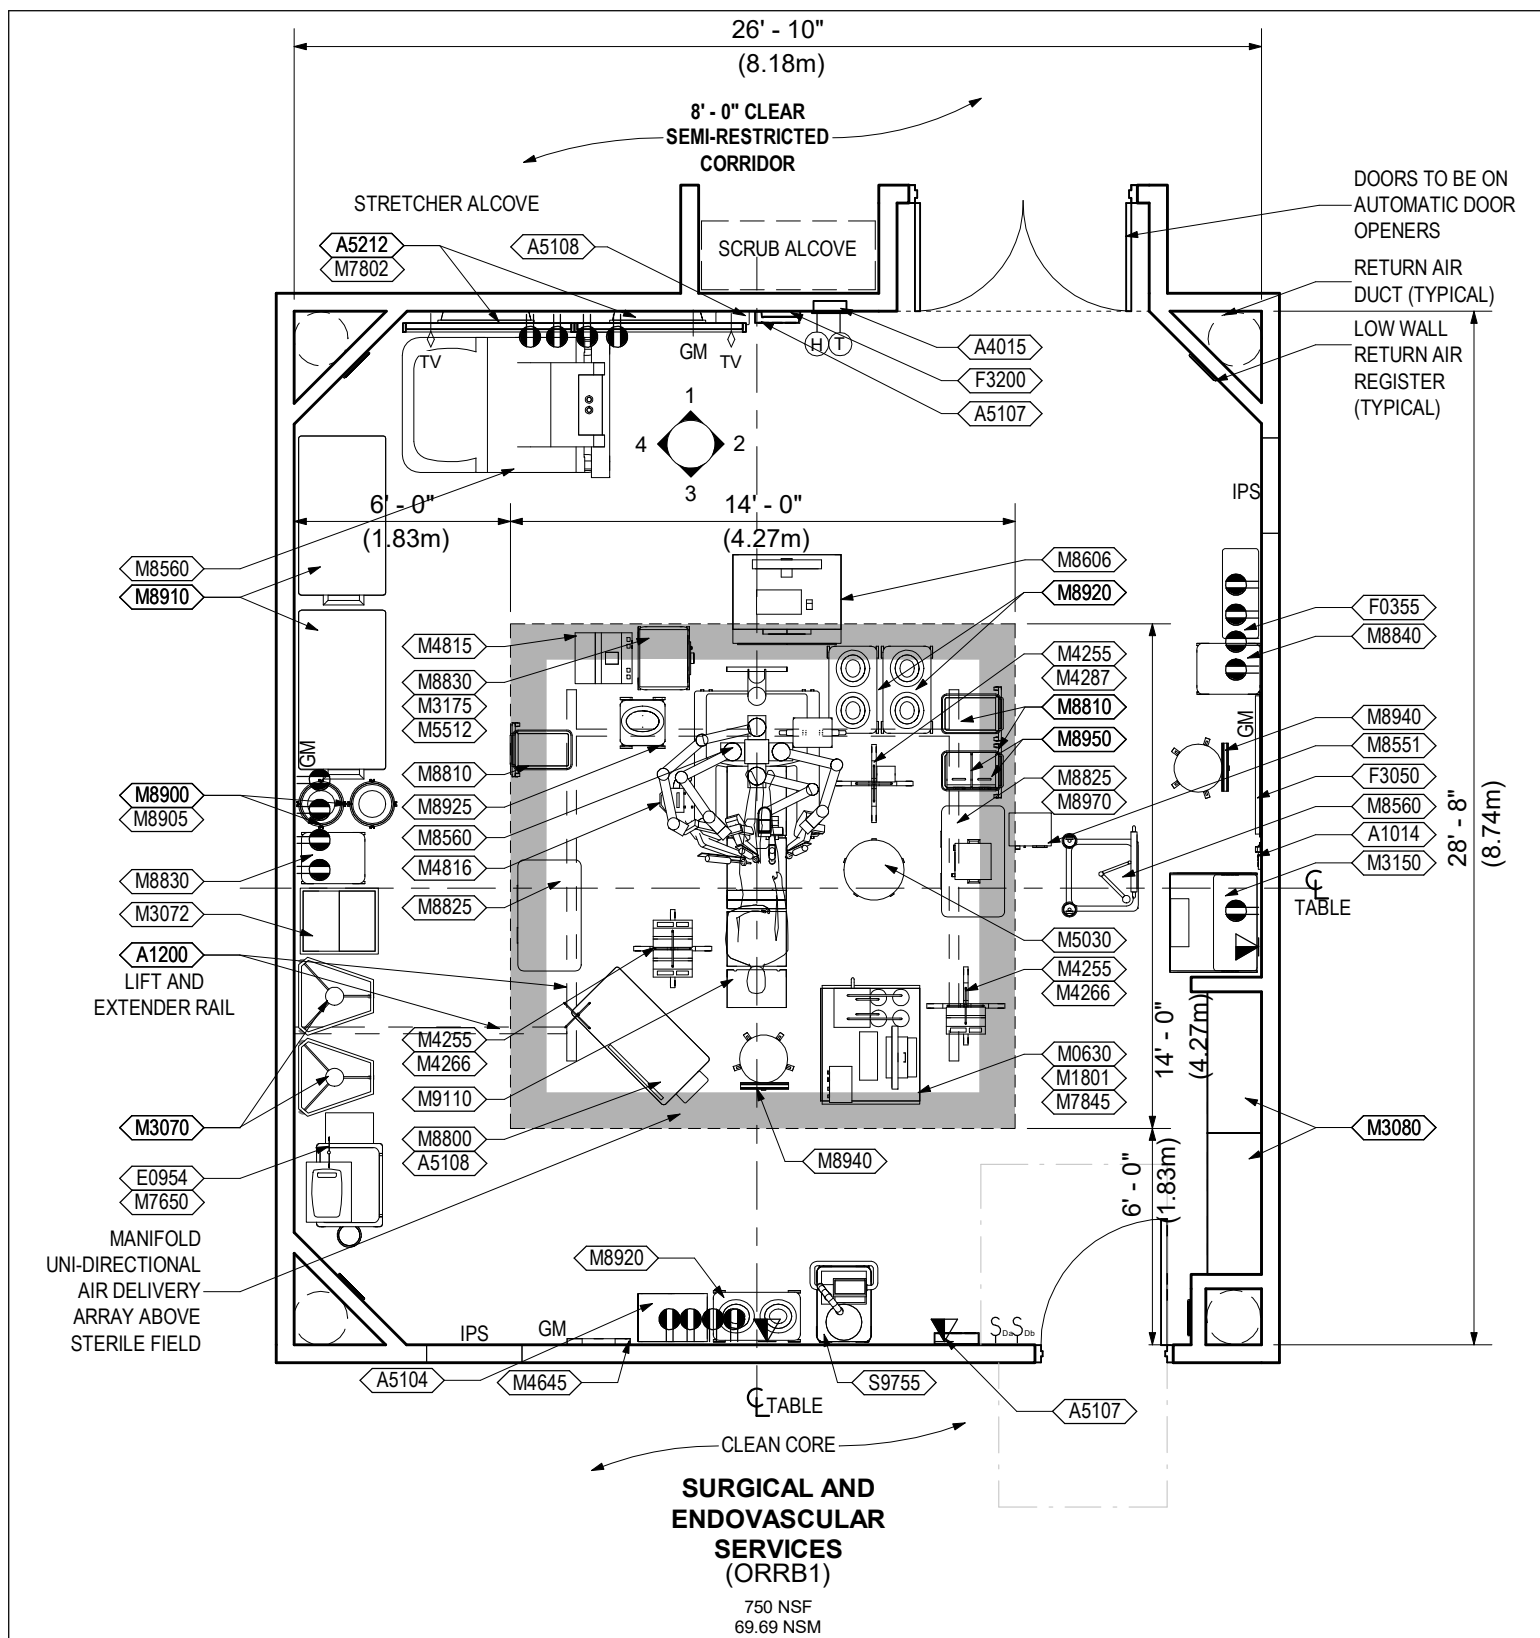 26' - 10"
(8.18m)
8' - 0" CLEAR
SEMI-RESTRICTED
CORRIDOR
STRETCHER ALCOVE
A5212
M7802
A5108
SCRUB ALCOVE
DOORS TO BE ON
AUTOMATIC DOOR
OPENERS
RETURN AIR
DUCT (TYPICAL)
LOW WALL
RETURN AIR
REGISTER
(TYPICAL)
TV
GM
TV
H
T
A4015
F3200
A5107
1
4
2
3
IPS
6' - 0"
(1.83m)
14' - 0"
(4.27m)
M8560
M8910
M8606
M8920
F0355
M8840
M4815
M8830
M3175
M5512
M4255
M4287
M8810
M8950
GM
GM
M8940
M8551
F3050
M8560
A1014
M3150
M8810
M8925
M8560
M4816
M8825
M8825
M8970
M8900
M8905
M8830
M3072
A1200
LIFT AND
EXTENDER RAIL
28' - 8"
(8.74m)
CL
TABLE
M5030
M4255
M4266
M4255
M4266
M9110
M8800
A5108
M0630
M1801
M7845
M8940
14' - 0"
(4.27m)
M3070
E0954
M7650
M3080
6' - 0"
(1.83m)
MANIFOLD
UNI-DIRECTIONAL
AIR DELIVERY
ARRAY ABOVE
STERILE FIELD
M8920
IPS
GM
S Da S Db
A5104
M4645
S9755
A5107
CL TABLE
CLEAN CORE
SURGICAL AND
ENDOVASCULAR
SERVICES
(ORRB1)
750 NSF
69.69 NSM